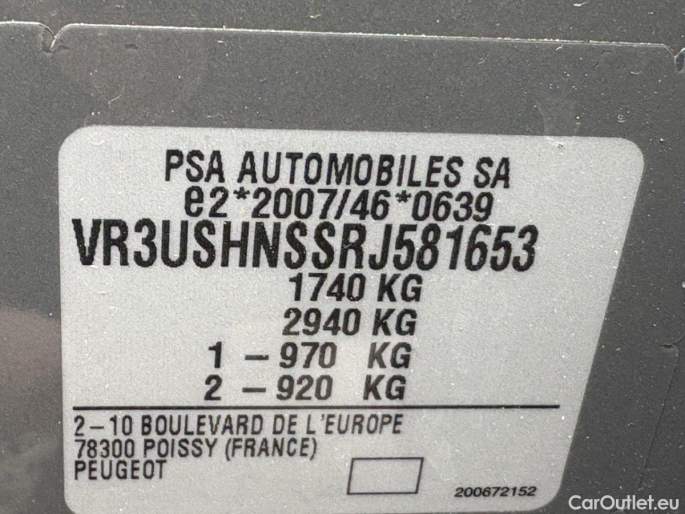 PSA AUTOMOBILES SA
e2*2007/46*0639
VR3USHNSSRJ581653
1740 KG
2940 KG
1 – 970 KG
2 – 920 KG
2–10 BOULEVARD DE L'EUROPE
78300 POISSY (FRANCE)
PEUGEOT
200672152
CarOutlet.eu